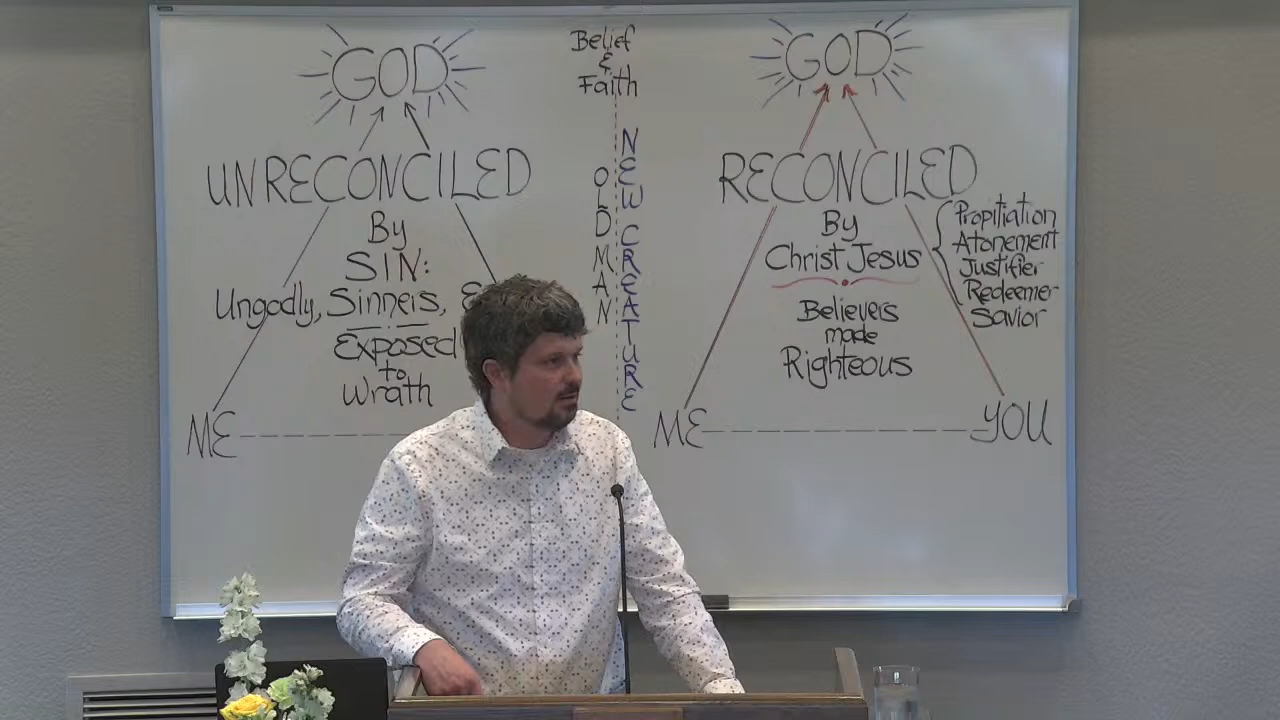 GOD
UNRECONCILED
By
SIN:
Ungodly, Sinners,
Exposed
to
Wrath
ME
Belief
&
Faith
OLD MAN
NEW CREATURE
GOD
RECONCILED
By
Christ Jesus
Believers
made
Righteous
Propitiation
Atonement
Justifier
Redeemer
Savior
ME
YOU